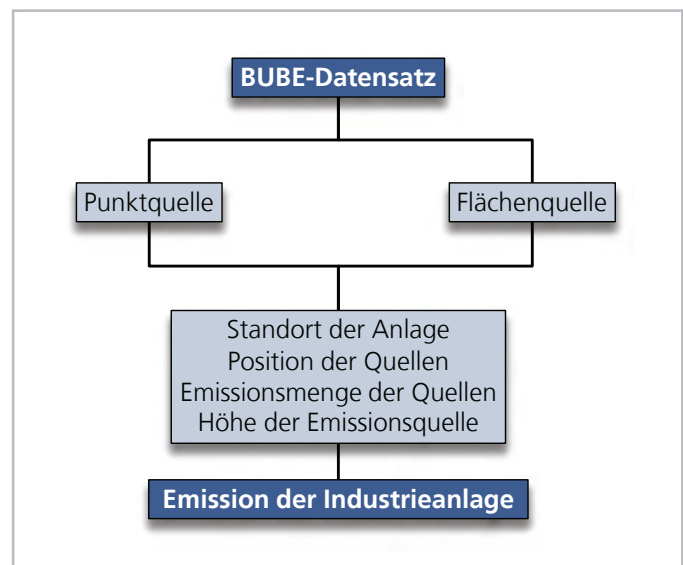 BUBE-Datensatz
Punktquelle
Flächenquelle
Standort der Anlage
Position der Quellen
Emissionsmenge der Quellen
Höhe der Emissionsquelle
Emission der Industrieanlage